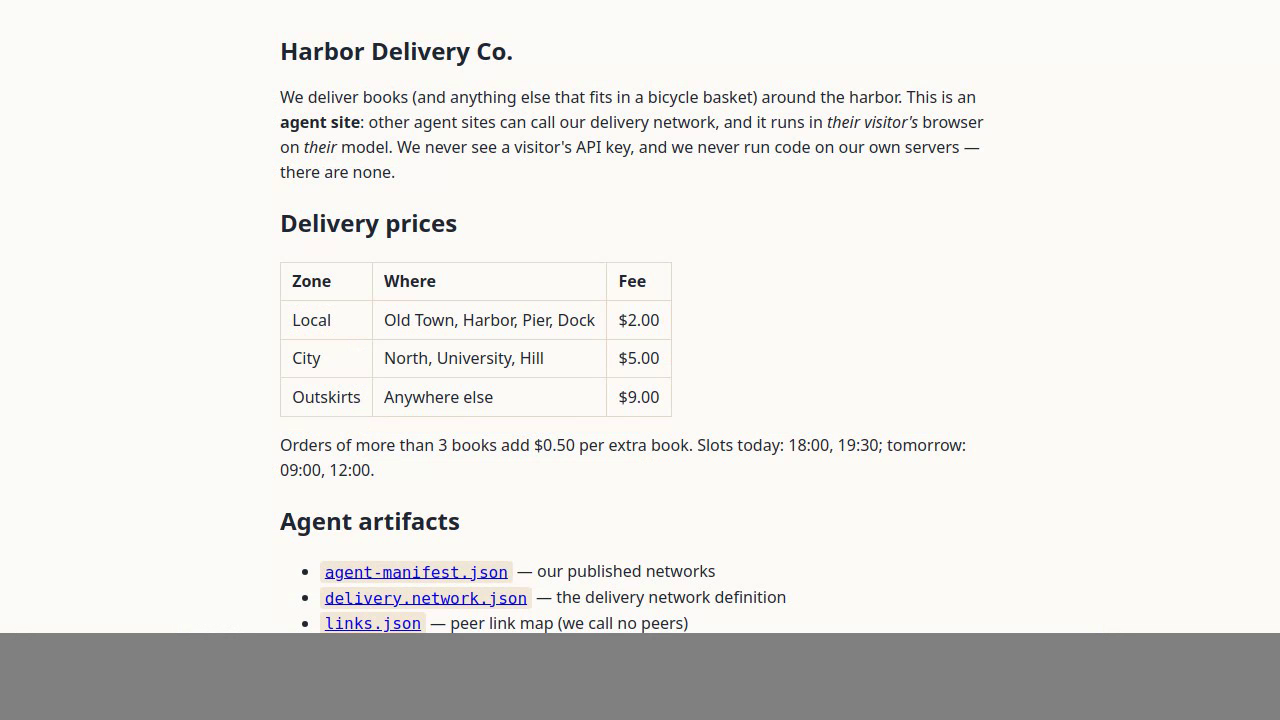 Harbor Delivery Co.
We deliver books (and anything else that fits in a bicycle basket) around the harbor. This is an
agent site: other agent sites can call our delivery network, and it runs in their visitor's browser
on their model. We never see a visitor's API key, and we never run code on our own servers —
there are none.
Delivery prices
Zone Where Fee
Local Old Town, Harbor, Pier, Dock $2.00
City North, University, Hill $5.00
Outskirts Anywhere else $9.00
Orders of more than 3 books add $0.50 per extra book. Slots today: 18:00, 19:30; tomorrow:
09:00, 12:00.
Agent artifacts
• agent-manifest.json — our published networks
• delivery.network.json — the delivery network definition
• links.json — peer link map (we call no peers)